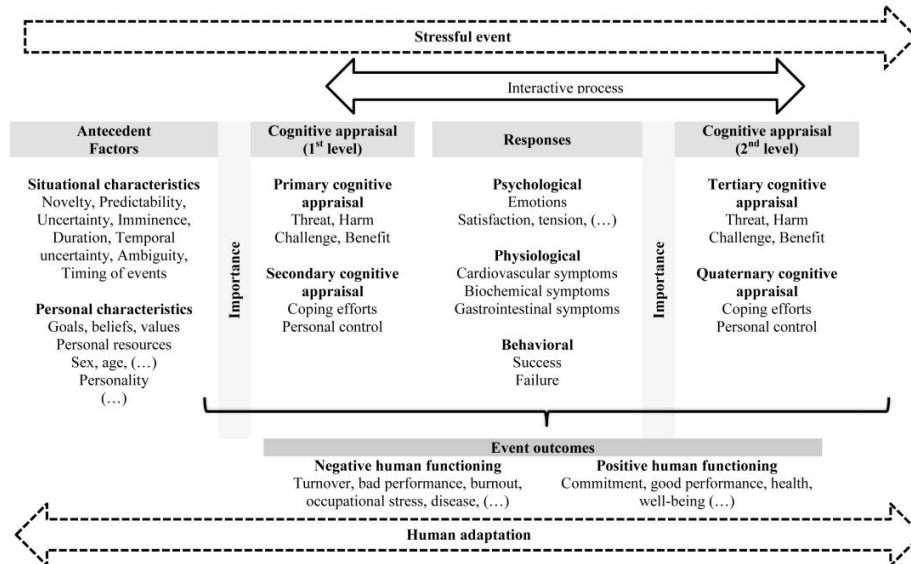 Stressful event
Interactive process
Antecedent
Factors
Situational characteristics
Novelty, Predictability,
Uncertainty, Imminence,
Duration, Temporal
uncertainty, Ambiguity,
Timing of events
Personal characteristics
Goals, beliefs, values
Personal resources
Sex, age, (…)
Personality
(…)
Importance
Cognitive appraisal
(1st level)
Primary cognitive
appraisal
Threat, Harm
Challenge, Benefit
Secondary cognitive
appraisal
Coping efforts
Personal control
Responses
Psychological
Emotions
Satisfaction, tension, (…)
Physiological
Cardiovascular symptoms
Biochemical symptoms
Gastrointestinal symptoms
Behavioral
Success
Failure
Importance
Cognitive appraisal
(2nd level)
Tertiary cognitive
appraisal
Threat, Harm
Challenge, Benefit
Quaternary cognitive
appraisal
Coping efforts
Personal control
Event outcomes
Negative human functioning
Turnover, bad performance, burnout,
occupational stress, disease, (…)
Positive human functioning
Commitment, good performance, health,
well-being (…)
Human adaptation